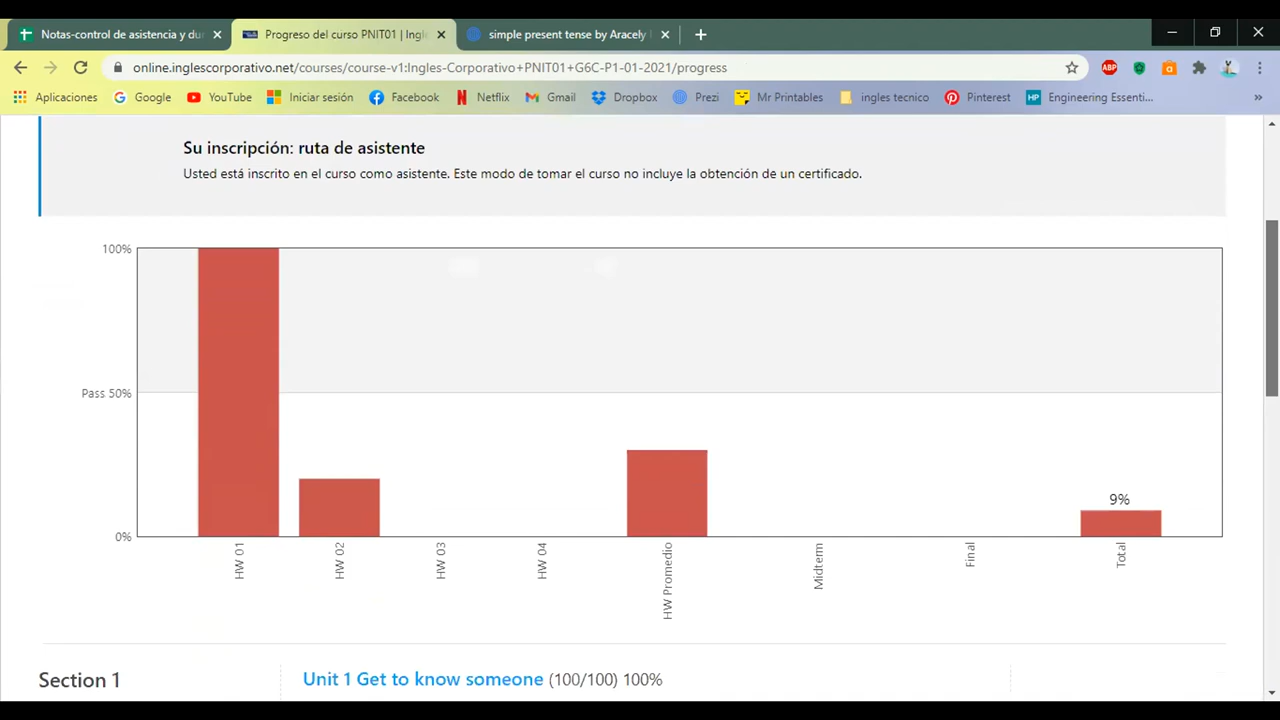 Notas-control de asistencia y du
Progreso del curso PNIT01 | Ingl
simple present tense by Aracely
online.inglescorporativo.net/courses/course-v1:Ingles-Corporativo+PNIT01+G6C-P1-01-2021/progress
ABP
Aplicaciones
Google
YouTube
Iniciar sesión
Facebook
Netflix
Gmail
Dropbox
Prezi
Mr Printables
ingles tecnico
Pinterest
HP
Engineering Essenti...
»
Su inscripción: ruta de asistente
Usted está inscrito en el curso como asistente. Este modo de tomar el curso no incluye la obtención de un certificado.
100%
Pass 50%
0%
9%
HW 01
HW 02
HW 03
HW 04
HW Promedio
Midterm
Final
Total
Section 1
Unit 1 Get to know someone (100/100) 100%